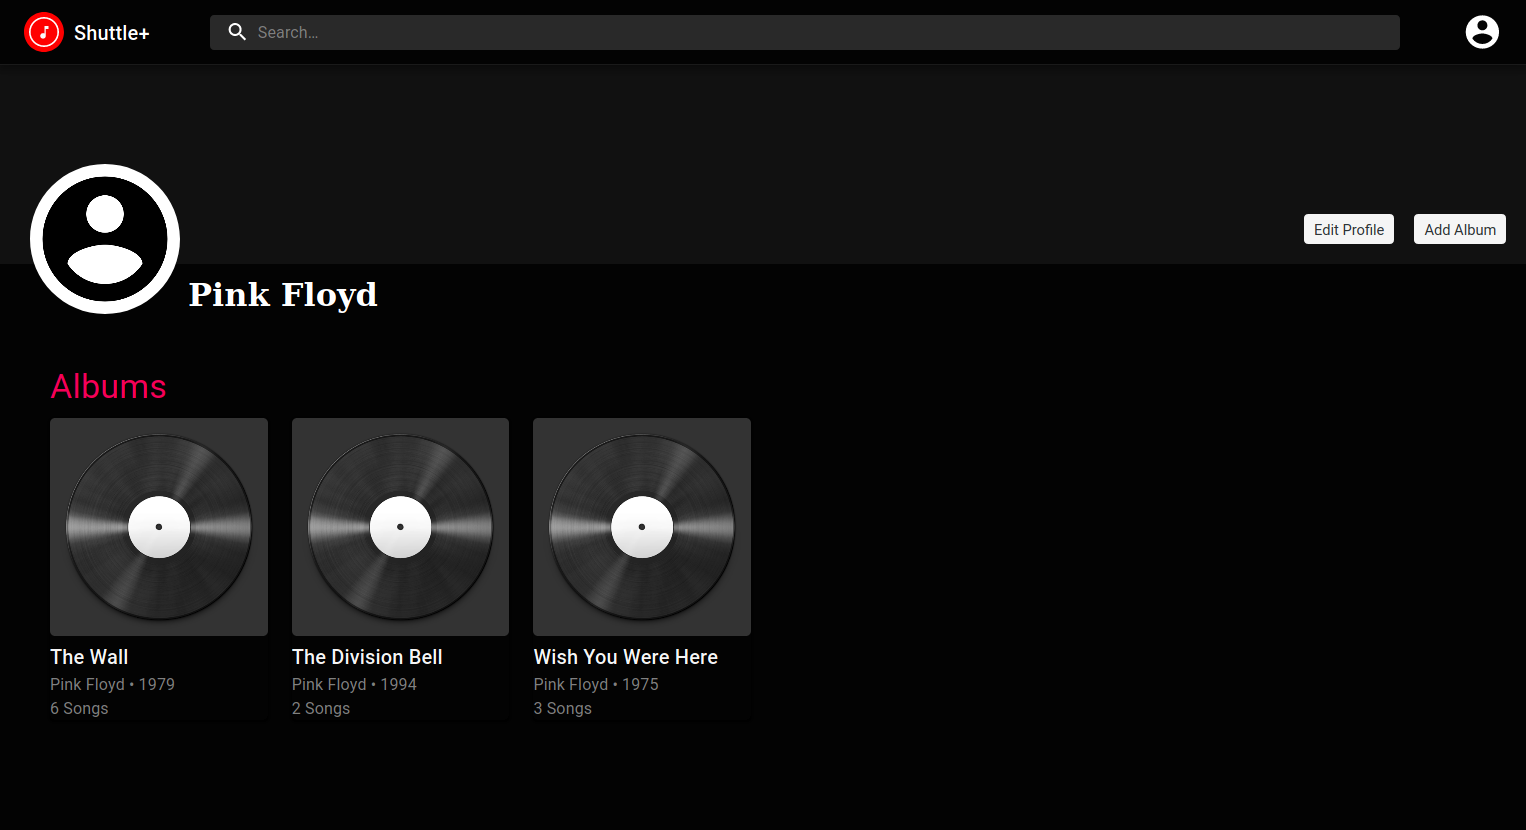 Shuttle+
Search...
Edit Profile
Add Album
Pink Floyd
Albums
The Wall
Pink Floyd • 1979
6 Songs
The Division Bell
Pink Floyd • 1994
2 Songs
Wish You Were Here
Pink Floyd • 1975
3 Songs